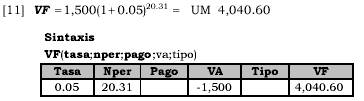 [11] VF = 1,500(1+0.05)^20.31 = UM 4,040.60
Sintaxis
VF(tasa;nper;pago;va;tipo)
Tasa Nper Pago VA Tipo VF
0.05 20.31 -1,500 4,040.60